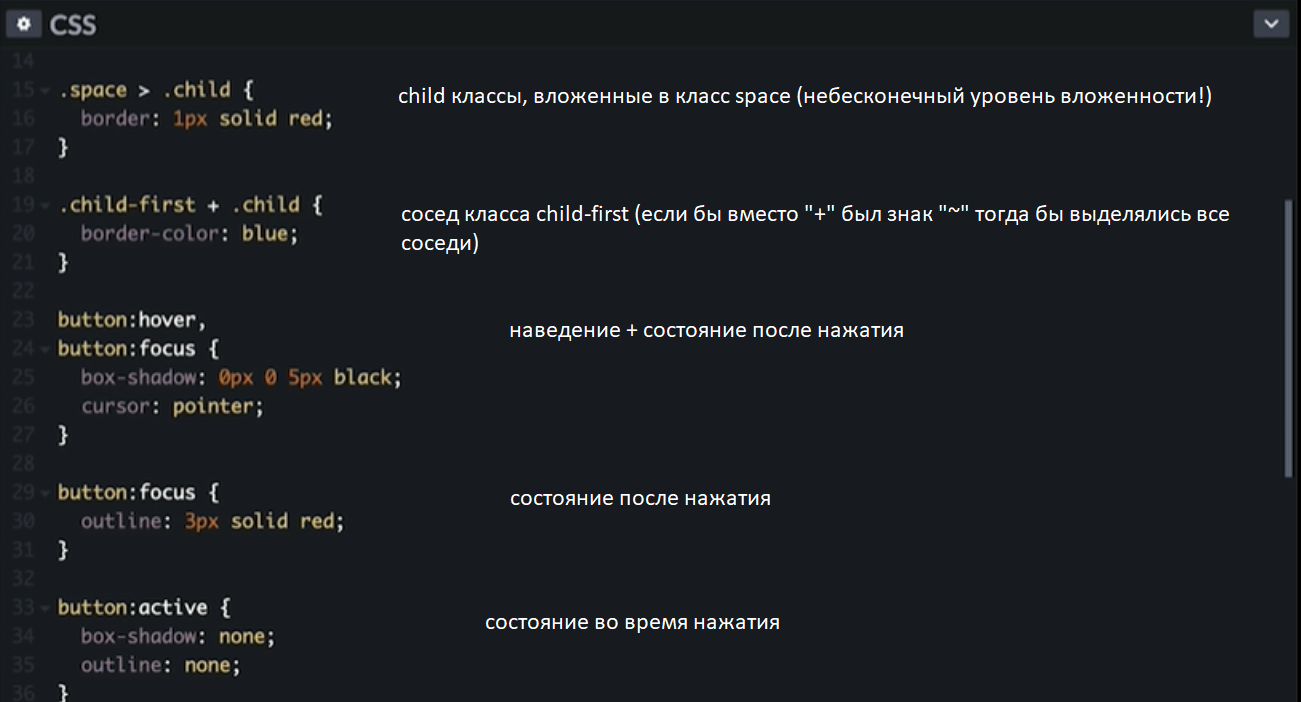 CSS
14
15 .space > .child {
child классы, вложенные в класс space (небесконечный уровень вложенности!)
16 border: 1px solid red;
17 }
18
19 .child-first + .child {
сосед класса child-first (если бы вместо "+" был знак "~" тогда бы выделялись все
20 border-color: blue;
соседи)
21 }
22
23 button:hover,
наведение + состояние после нажатия
24 button:focus {
25 box-shadow: 0px 0 5px black;
26 cursor: pointer;
27 }
28
29 button:focus {
состояние после нажатия
30 outline: 3px solid red;
31 }
32
33 button:active {
состояние во время нажатия
34 box-shadow: none;
35 outline: none;
36 }